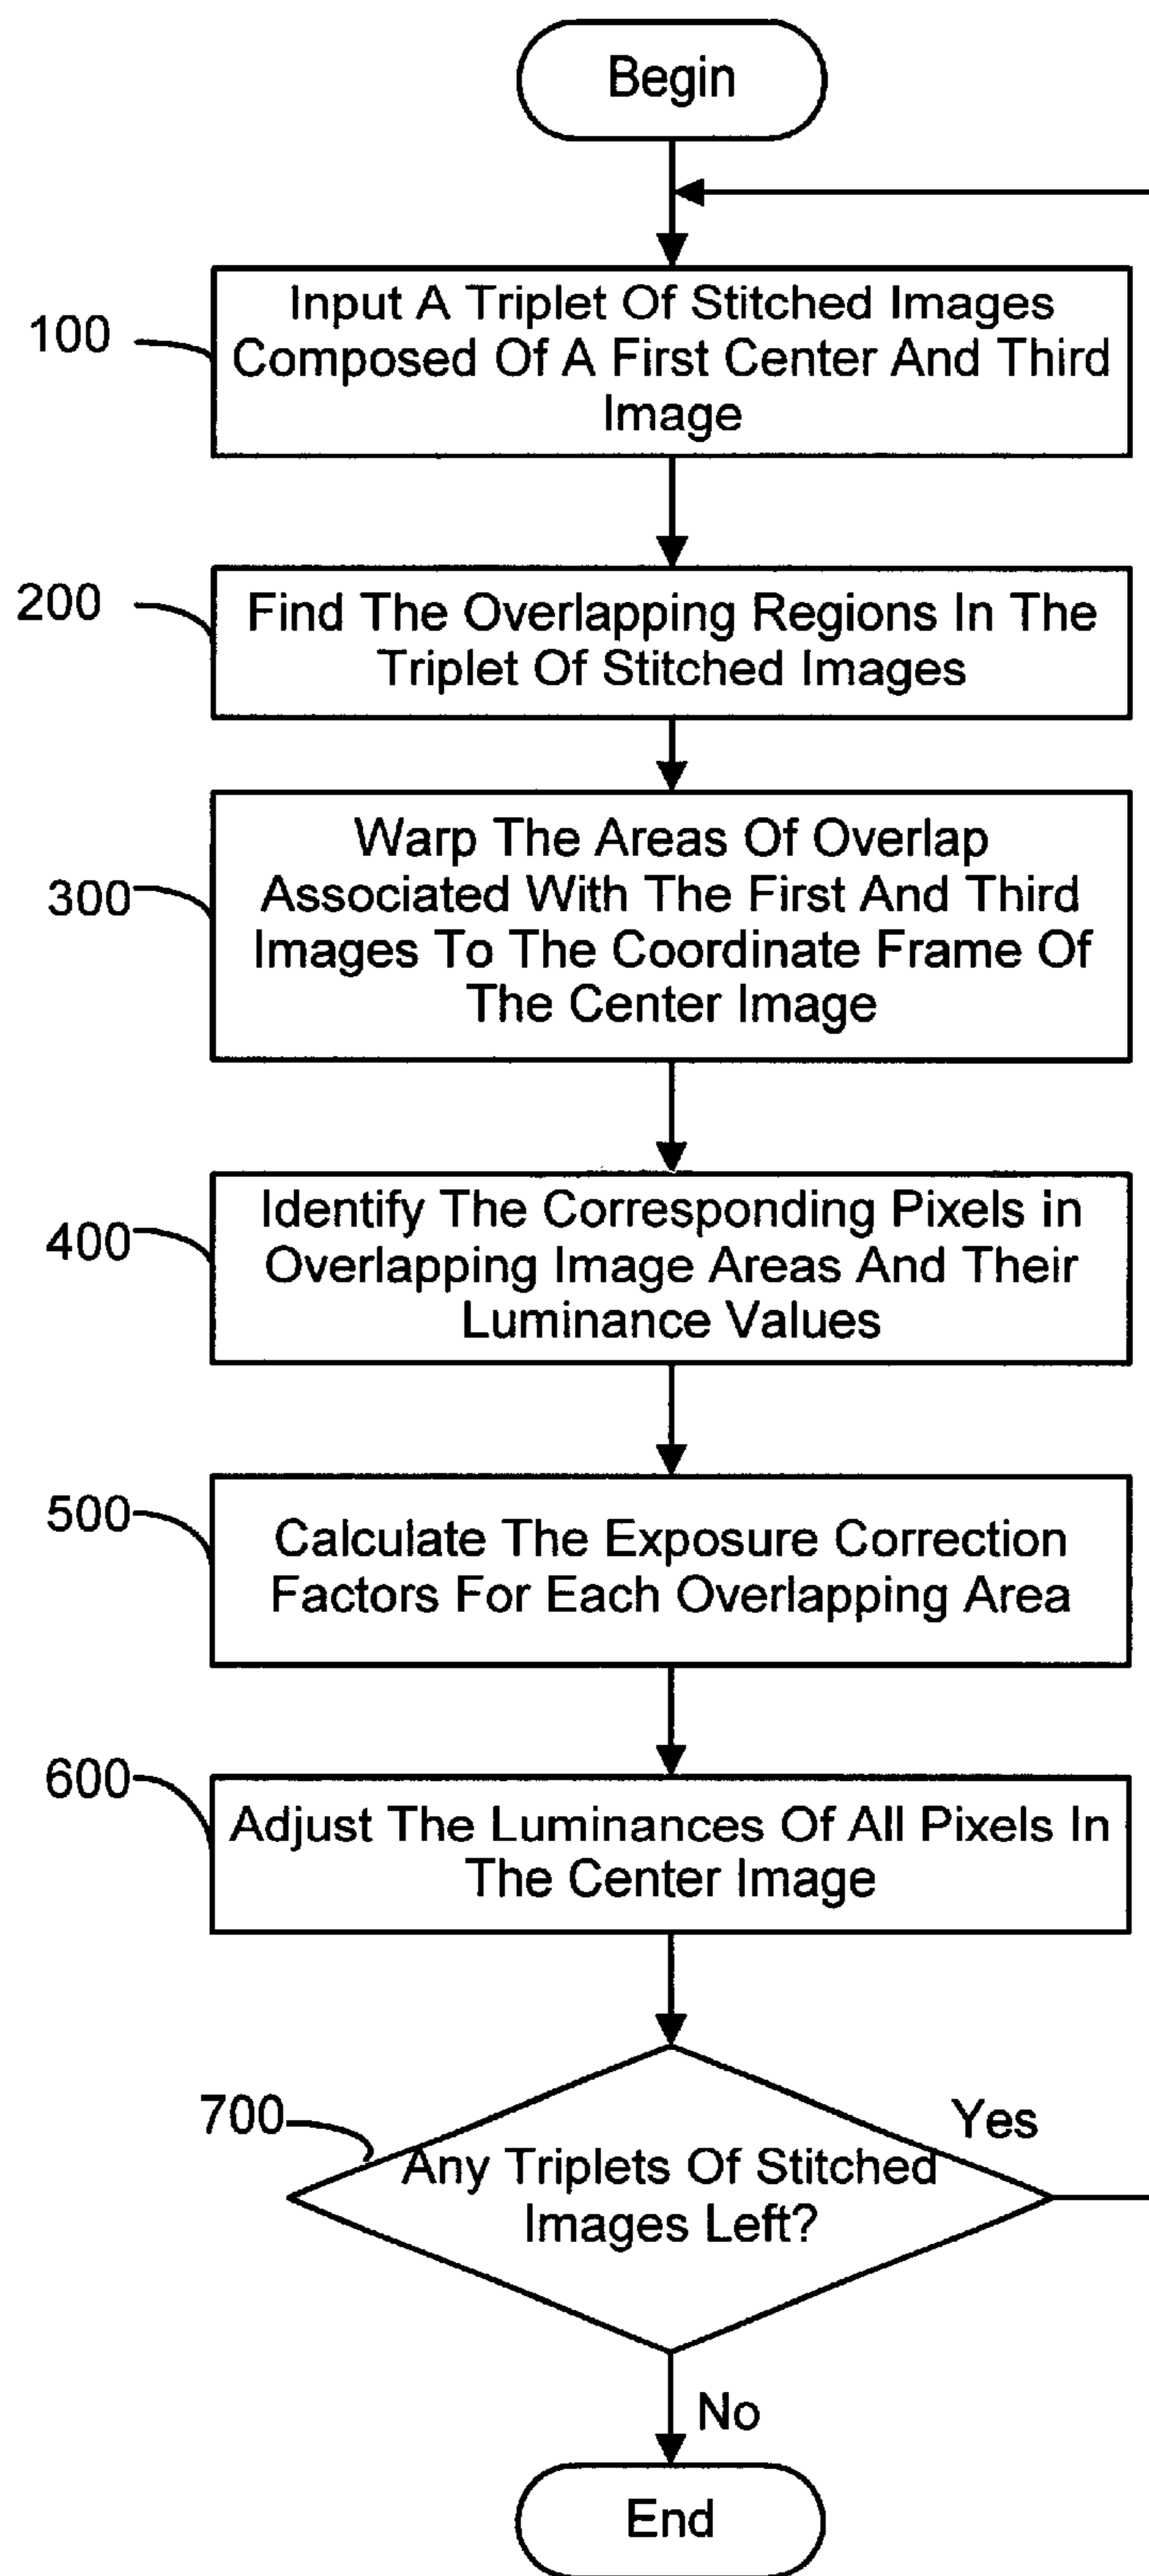 Begin
100
Input A Triplet Of Stitched Images
Composed Of A First Center And Third
Image
200
Find The Overlapping Regions In The
Triplet Of Stitched Images
300
Warp The Areas Of Overlap
Associated With The First And Third
Images To The Coordinate Frame Of
The Center Image
400
Identify The Corresponding Pixels in
Overlapping Image Areas And Their
Luminance Values
500
Calculate The Exposure Correction
Factors For Each Overlapping Area
600
Adjust The Luminances Of All Pixels In
The Center Image
700
Any Triplets Of Stitched
Images Left?
Yes
No
End